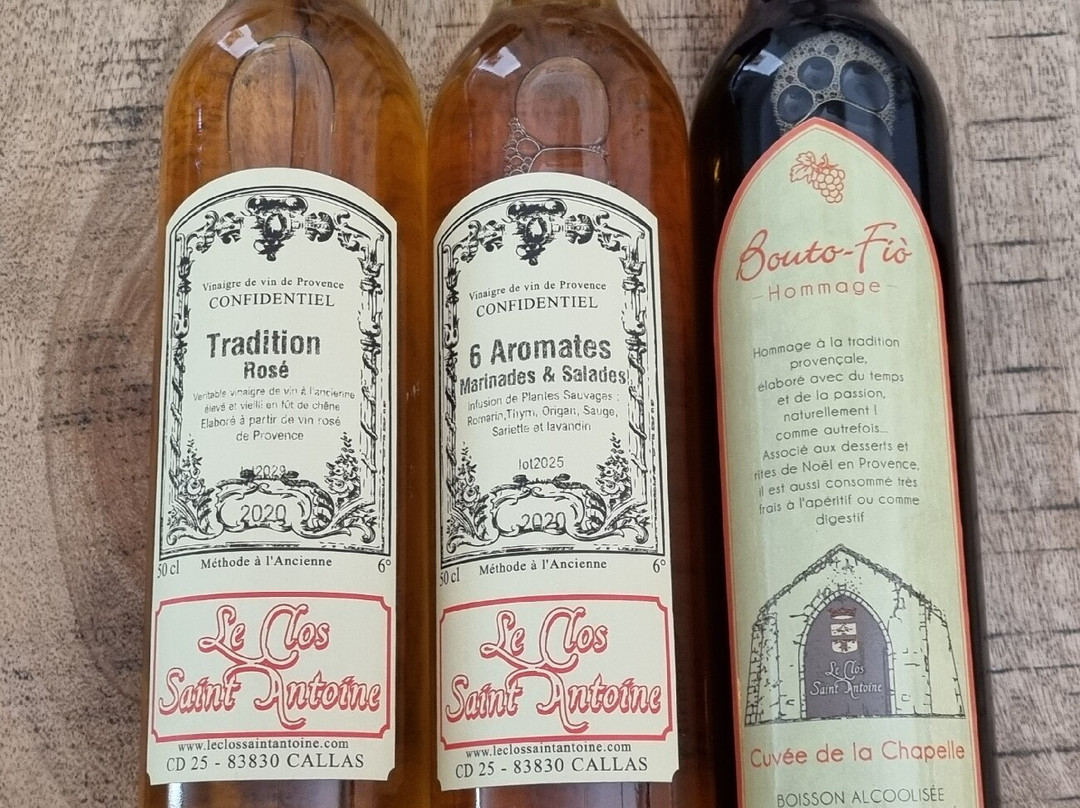 Vinaigre de vin de Provence
CONFIDENTIEL
Tradition
Rosé
Veritable vinaigre de vin à l'ancienne
élevé et vieilli en fût de chêne
Elaboré à partir de vin rosé
de Provence
2020
50 cl
Méthode à l'Ancienne
6°
Le Clos
Saint Antoine
www.leclossaintantoine.com
CD 25 - 83830 CALLAS
Vinaigre de vin de Provence
CONFIDENTIEL
6 Aromates
Marinades & Salades
Infusion de Plantes Sauvages :
Romarin,Thym, Origan, Sauge,
Sariette et lavandin
lot2025
2020
50 cl
Méthode à l'Ancienne
6°
Le Clos
Saint Antoine
www.leclossaintantoine.com
CD 25 - 83830 CALLAS
Bouto-Fiò
Hommage
Hommage à la tradition
provençale,
élaboré avec du temps
et de la passion,
naturellement !
comme autrefois...
Associé aux desserts et
fêtes de Noël en Provence,
il est aussi consommé très
frais à l'apéritif ou comme
digestif
Le Clos
Saint Antoine
Cuvée de la Chapelle
BOISSON ALCOOLISÉE